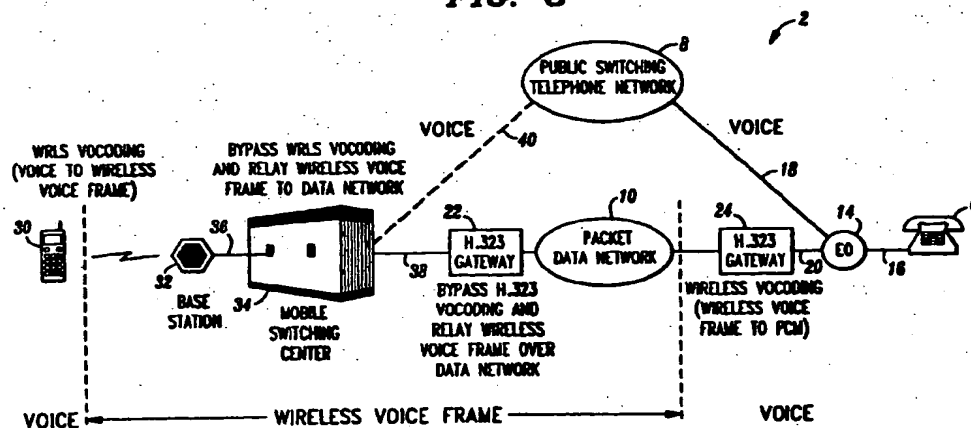 2
8
PUBLIC SWITCHING
TELEPHONE NETWORK
VOICE
40
VOICE
18
WRLS VOCODING
(VOICE TO WIRELESS
VOICE FRAME)
BYPASS WRLS VOCODING
AND RELAY WIRELESS VOICE
FRAME TO DATA NETWORK
30
36
32
BASE
STATION
34
MOBILE
SWITCHING
CENTER
38
22
H.323
GATEWAY
BYPASS H.323
VOCODING AND
RELAY WIRELESS
VOICE FRAME OVER
DATA NETWORK
10
PACKET
DATA NETWORK
24
H.323
GATEWAY
20
WIRELESS VOCODING
(WIRELESS VOICE
FRAME TO PCM)
14
EO
16
VOICE
WIRELESS VOICE FRAME
VOICE